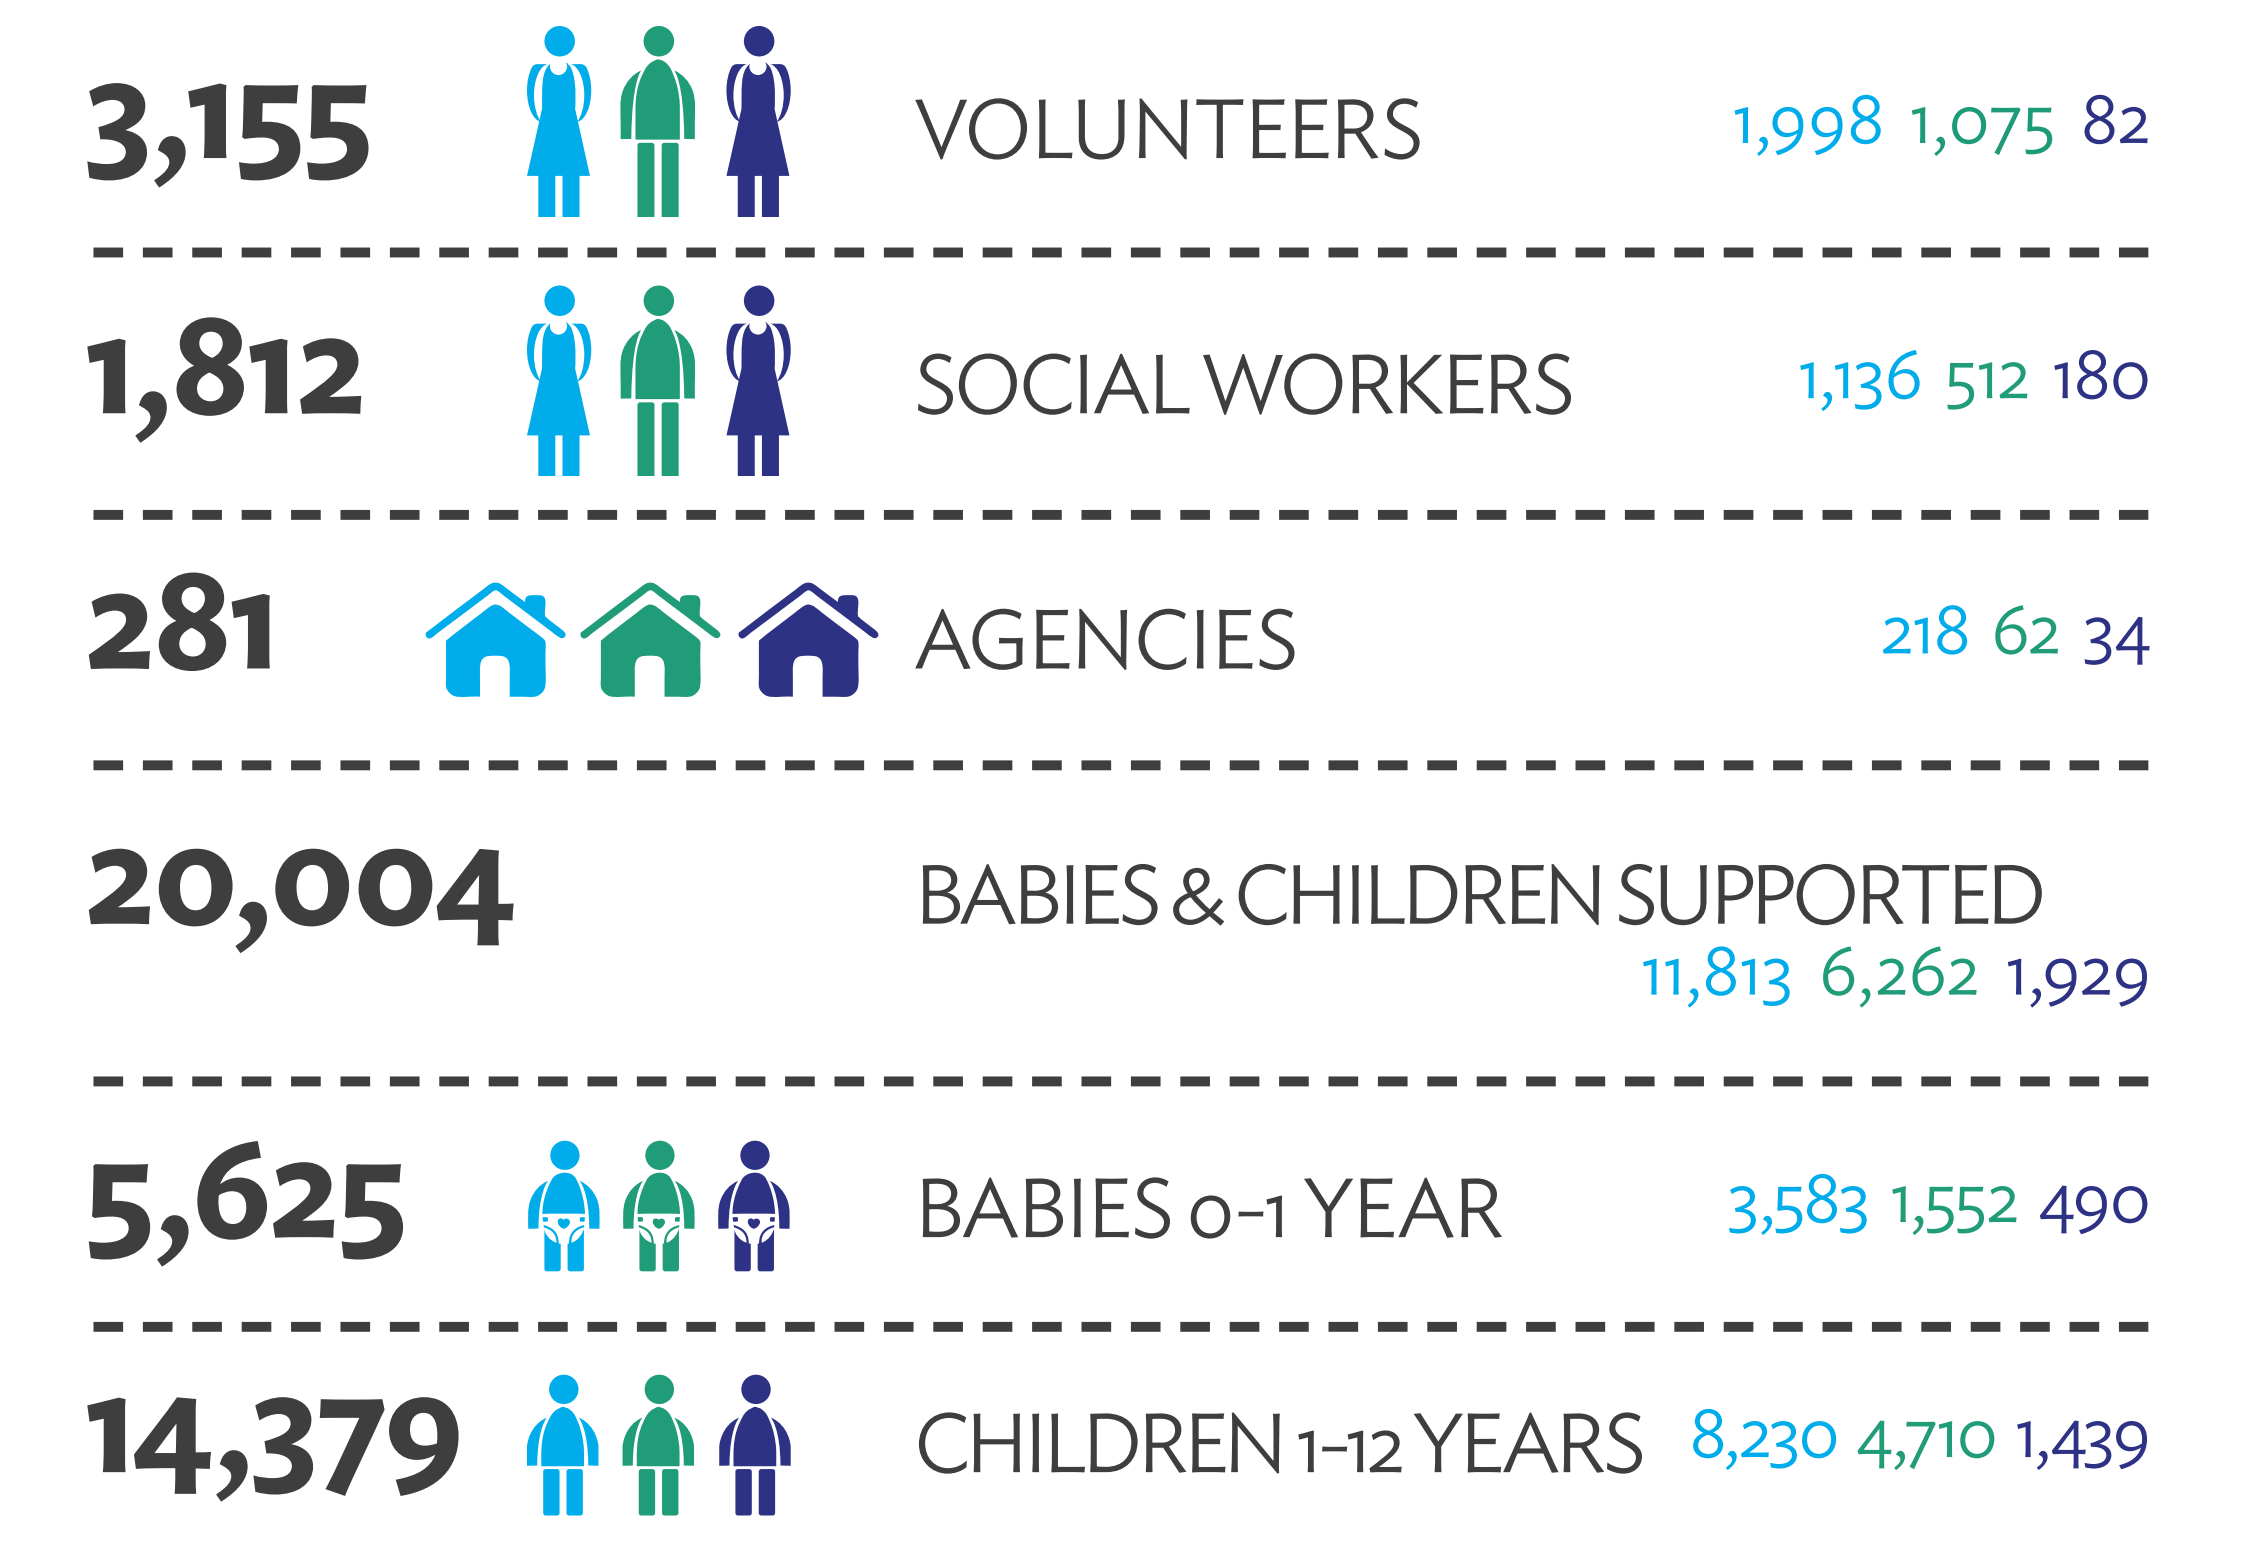 3,155 VOLUNTEERS 1,998 1,075 82
1,812 SOCIAL WORKERS 1,136 512 180
281 AGENCIES 218 62 34
20,004 BABIES & CHILDREN SUPPORTED
11,813 6,262 1,929
5,625 BABIES 0-1 YEAR 3,583 1,552 490
14,379 CHILDREN 1-12 YEARS 8,230 4,710 1,439